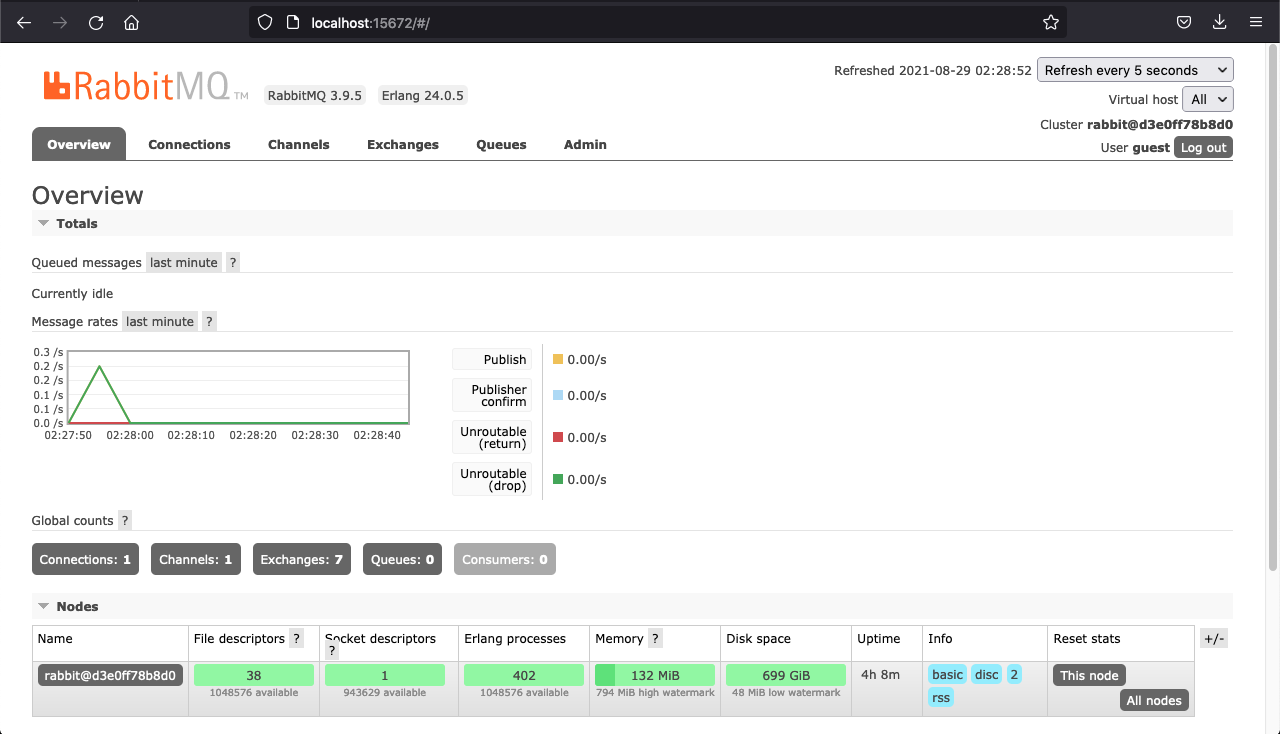 localhost:15672/#/
Refreshed 2021-08-29 02:28:52 Refresh every 5 seconds
RabbitMQ TM RabbitMQ 3.9.5 Erlang 24.0.5
Virtual host All
Cluster rabbit@d3e0ff78b8d0
User guest Log out
Overview Connections Channels Exchanges Queues Admin
Overview
Totals
Queued messages last minute ?
Currently idle
Message rates last minute ?
0.3 /s
0.2 /s
0.2 /s
0.1 /s
0.1 /s
0.0 /s
02:27:50 02:28:00 02:28:10 02:28:20 02:28:30 02:28:40
Publish 0.00/s
Publisher
confirm 0.00/s
Unroutable
(return) 0.00/s
Unroutable
(drop) 0.00/s
Global counts ?
Connections: 1 Channels: 1 Exchanges: 7 Queues: 0 Consumers: 0
Nodes
Name File descriptors ? Socket descriptors ? Erlang processes Memory ? Disk space Uptime Info Reset stats +/-
rabbit@d3e0ff78b8d0 38 1 402 132 MiB 699 GiB 4h 8m basic disc 2 This node
1048576 available 943629 available 1048576 available 794 MiB high watermark 48 MiB low watermark
rss All nodes